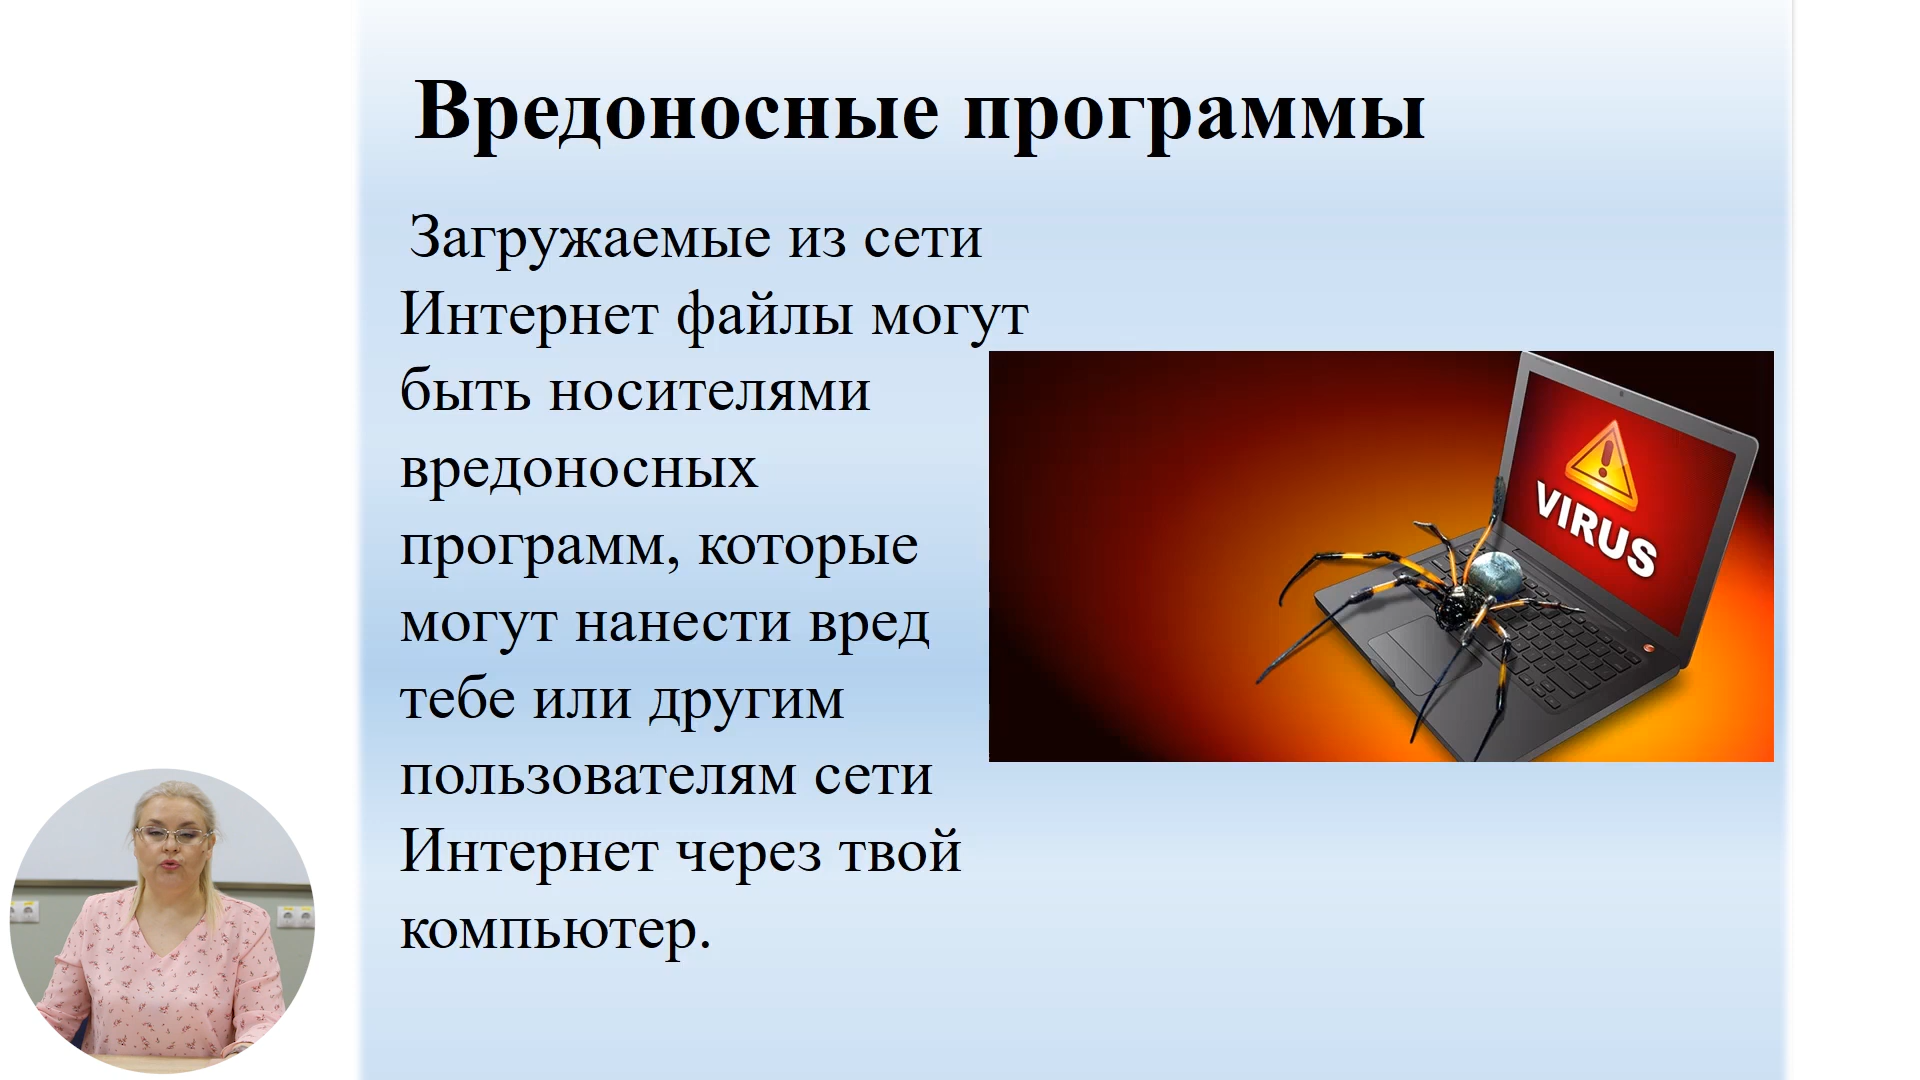 Вредоносные программы
Загружаемые из сети
Интернет файлы могут
быть носителями
вредоносных
программ, которые
могут нанести вред
тебе или другим
пользователям сети
Интернет через твой
компьютер.
VIRUS